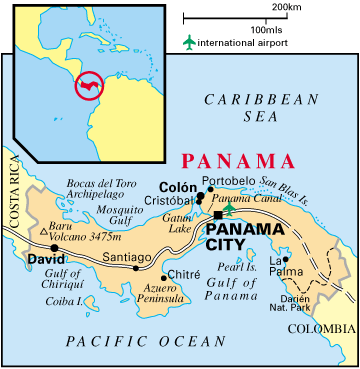 200km
100mls
international airport
CARIBBEAN
SEA
PANAMA
COSTA RICA
Bocas del Toro
Archipelago
Mosquito
Gulf
Colón
Cristóbal
Portobelo
San Blas Is.
Panama Canal
Gatún
Lake
Baru
Volcano 3475m
PANAMA
CITY
David
Santiago
Gulf of
Chiriquí
Coiba I.
Chitré
Azuero
Peninsula
Pearl Is.
Gulf of
Panama
La
Palma
Darién
Nat. Park
COLOMBIA
PACIFIC OCEAN